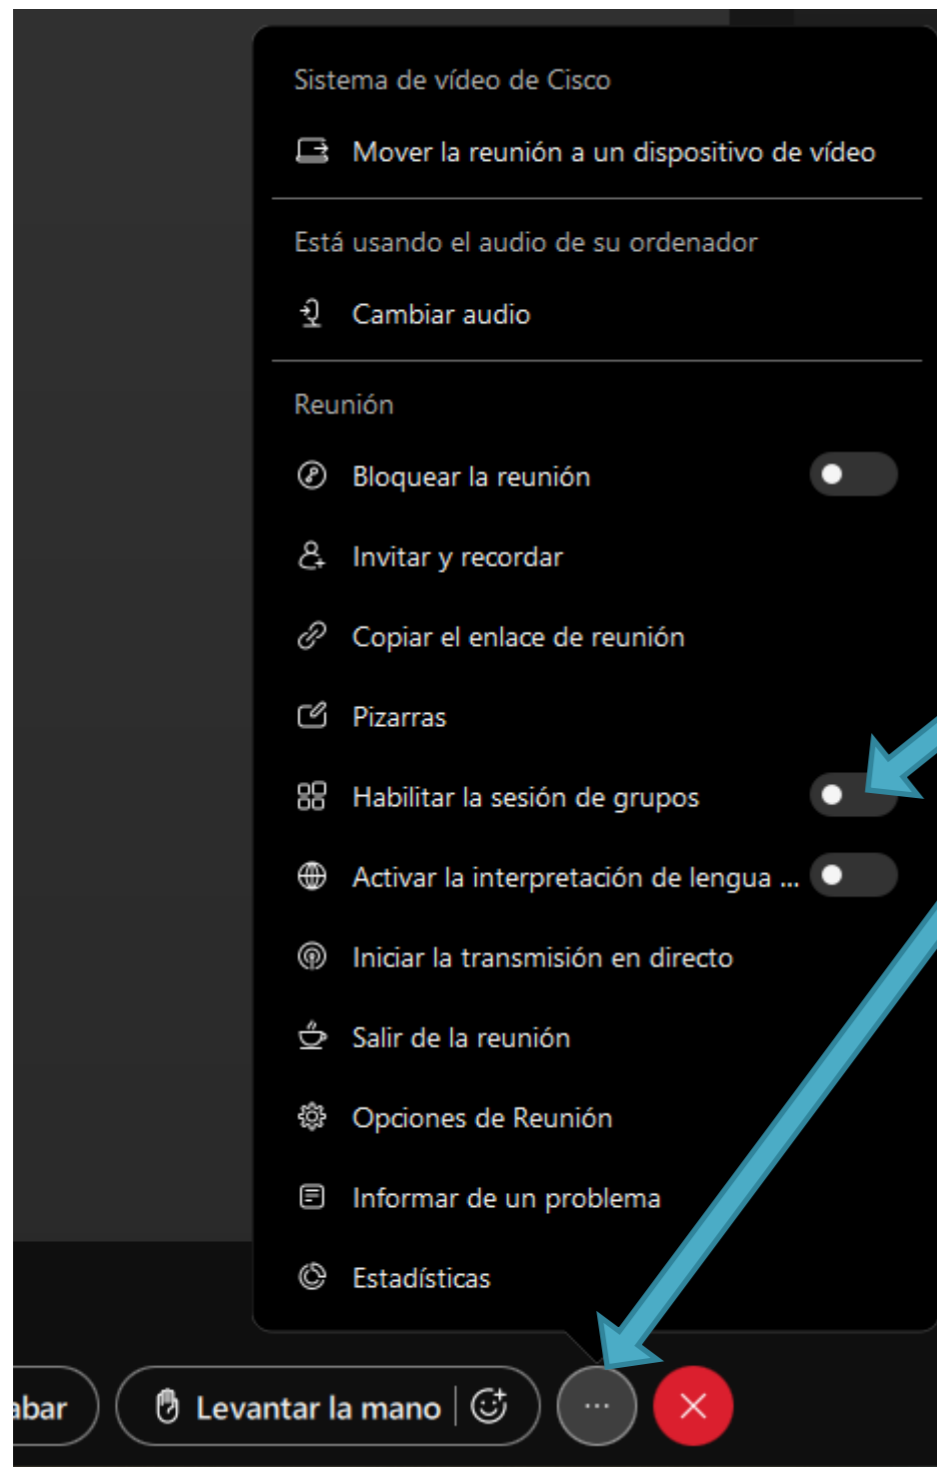 Sistema de vídeo de Cisco
Mover la reunión a un dispositivo de vídeo
Está usando el audio de su ordenador
Cambiar audio
Reunión
Bloquear la reunión
Invitar y recordar
Copiar el enlace de reunión
Pizarras
Habilitar la sesión de grupos
Activar la interpretación de lengua ...
Iniciar la transmisión en directo
Salir de la reunión
Opciones de Reunión
Informar de un problema
Estadísticas
abar Levantar la mano ...